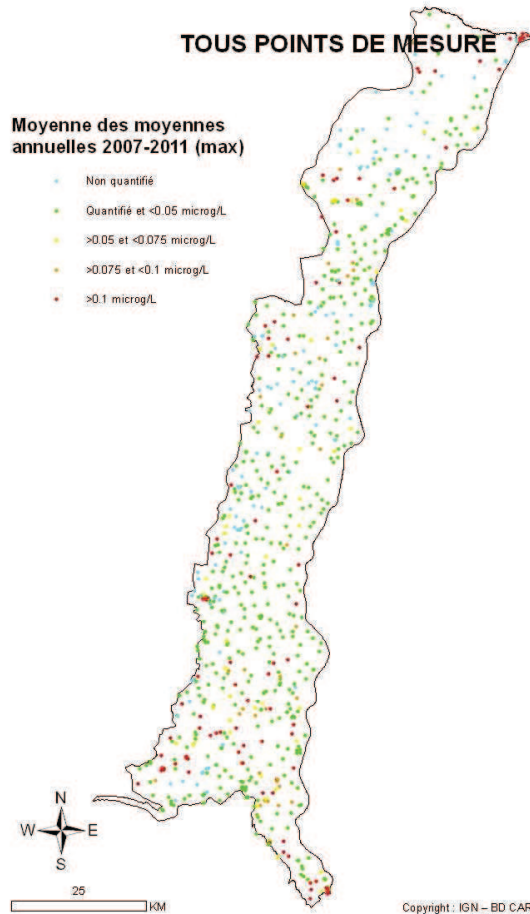 TOUS POINTS DE MESURE
Moyenne des moyennes
annuelles 2007-2011 (max)
Non quantifié
Quantifié et <0.05 microg/L
>0.05 et <0.075 microg/L
>0.075 et <0.1 microg/L
>0.1 microg/L
N
W E
S
25
KM
Copyright : IGN – BD CAR